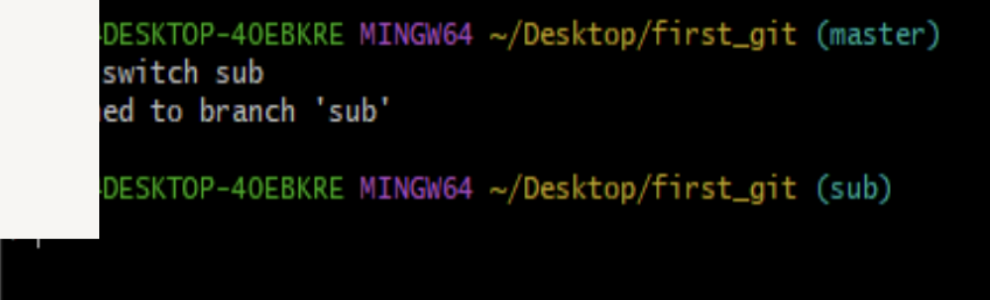 -DESKTOP-4OEBKRE MINGW64 ~/Desktop/first_git (master)
switch sub
ed to branch 'sub'
-DESKTOP-4OEBKRE MINGW64 ~/Desktop/first_git (sub)